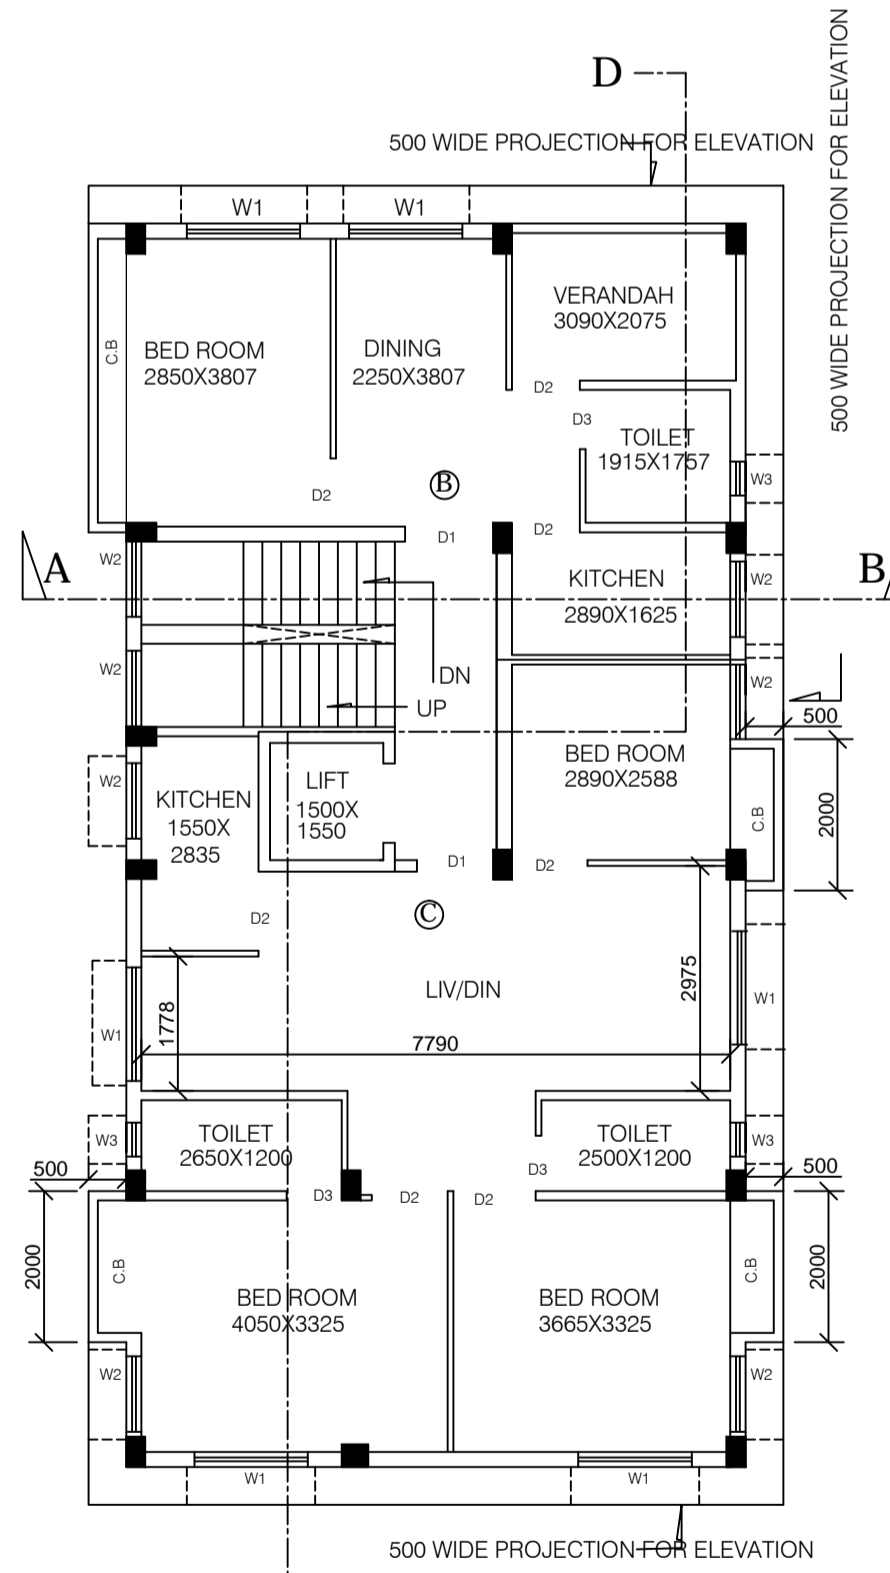 D
500 WIDE PROJECTION FOR ELEVATION
500 WIDE PROJECTION FOR ELEVATION
W1
W1
VERANDAH
3090X2075
C.B
BED ROOM
2850X3807
DINING
2250X3807
D2
D3
TOILET
1915X1757
W3
B
D2
D1
D2
W2
A
KITCHEN
2890X1625
W2
B
W2
DN
UP
W2
500
BED ROOM
2890X2588
W2
KITCHEN
1550X
2835
LIFT
1500X
1550
C.B
2000
D1
D2
C
D2
LIV/DIN
2975
W1
1778
W1
7790
W3
TOILET
2650X1200
TOILET
2500X1200
W3
500
D3
500
D3
D2
D2
2000
C.B
BED ROOM
4050X3325
BED ROOM
3665X3325
C.B
2000
W2
W2
W1
W1
500 WIDE PROJECTION FOR ELEVATION